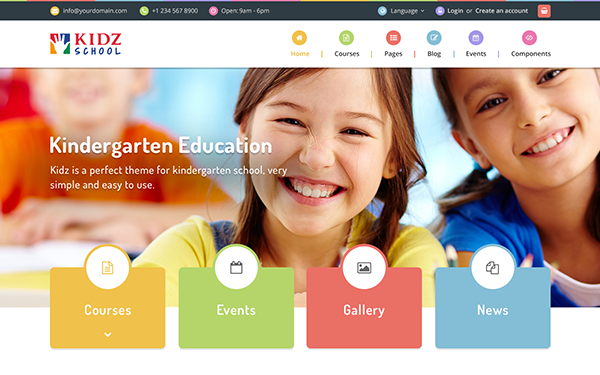 info@yourdomain.com
+1 234 567 8900
Open: 9am - 6pm
Language
Login or Create an account
KIDZ
SCHOOL
Home
Courses
Pages
Blog
Events
Components
Kindergarten Education
Kidz is a perfect theme for kindergarten school, very
simple and easy to use.
Courses
Events
Gallery
News